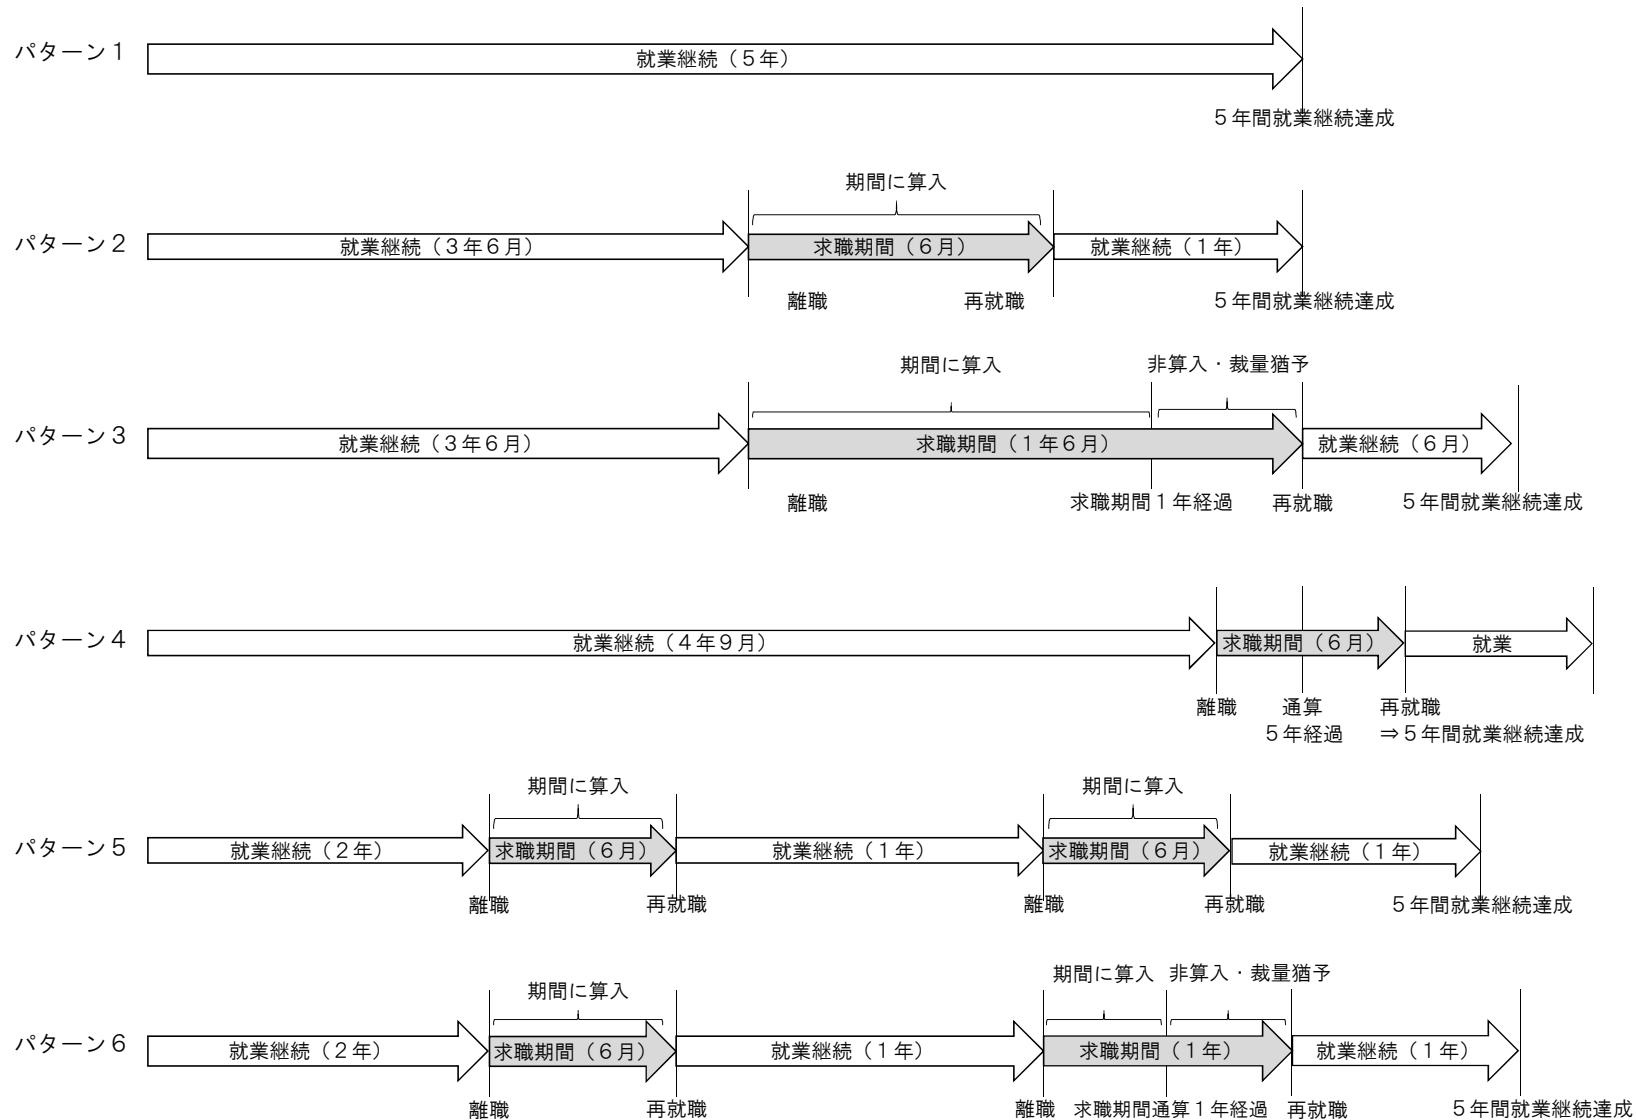 パターン１
就業継続（５年）
５年間就業継続達成
期間に算入
パターン２
就業継続（３年６月）
求職期間（６月）
就業継続（１年）
離職
再就職
５年間就業継続達成
期間に算入
非算入・裁量猶予
パターン３
就業継続（３年６月）
求職期間（１年６月）
就業継続（６月）
離職
求職期間１年経過
再就職
５年間就業継続達成
パターン４
就業継続（４年９月）
求職期間（６月）
就業
離職
通算
５年経過
再就職
⇒５年間就業継続達成
期間に算入
期間に算入
パターン５
就業継続（２年）
求職期間（６月）
就業継続（１年）
求職期間（６月）
就業継続（１年）
離職
再就職
離職
再就職
５年間就業継続達成
期間に算入
期間に算入
非算入・裁量猶予
パターン６
就業継続（２年）
求職期間（６月）
就業継続（１年）
求職期間（１年）
就業継続（１年）
離職
再就職
離職
求職期間通算１年経過
再就職
５年間就業継続達成